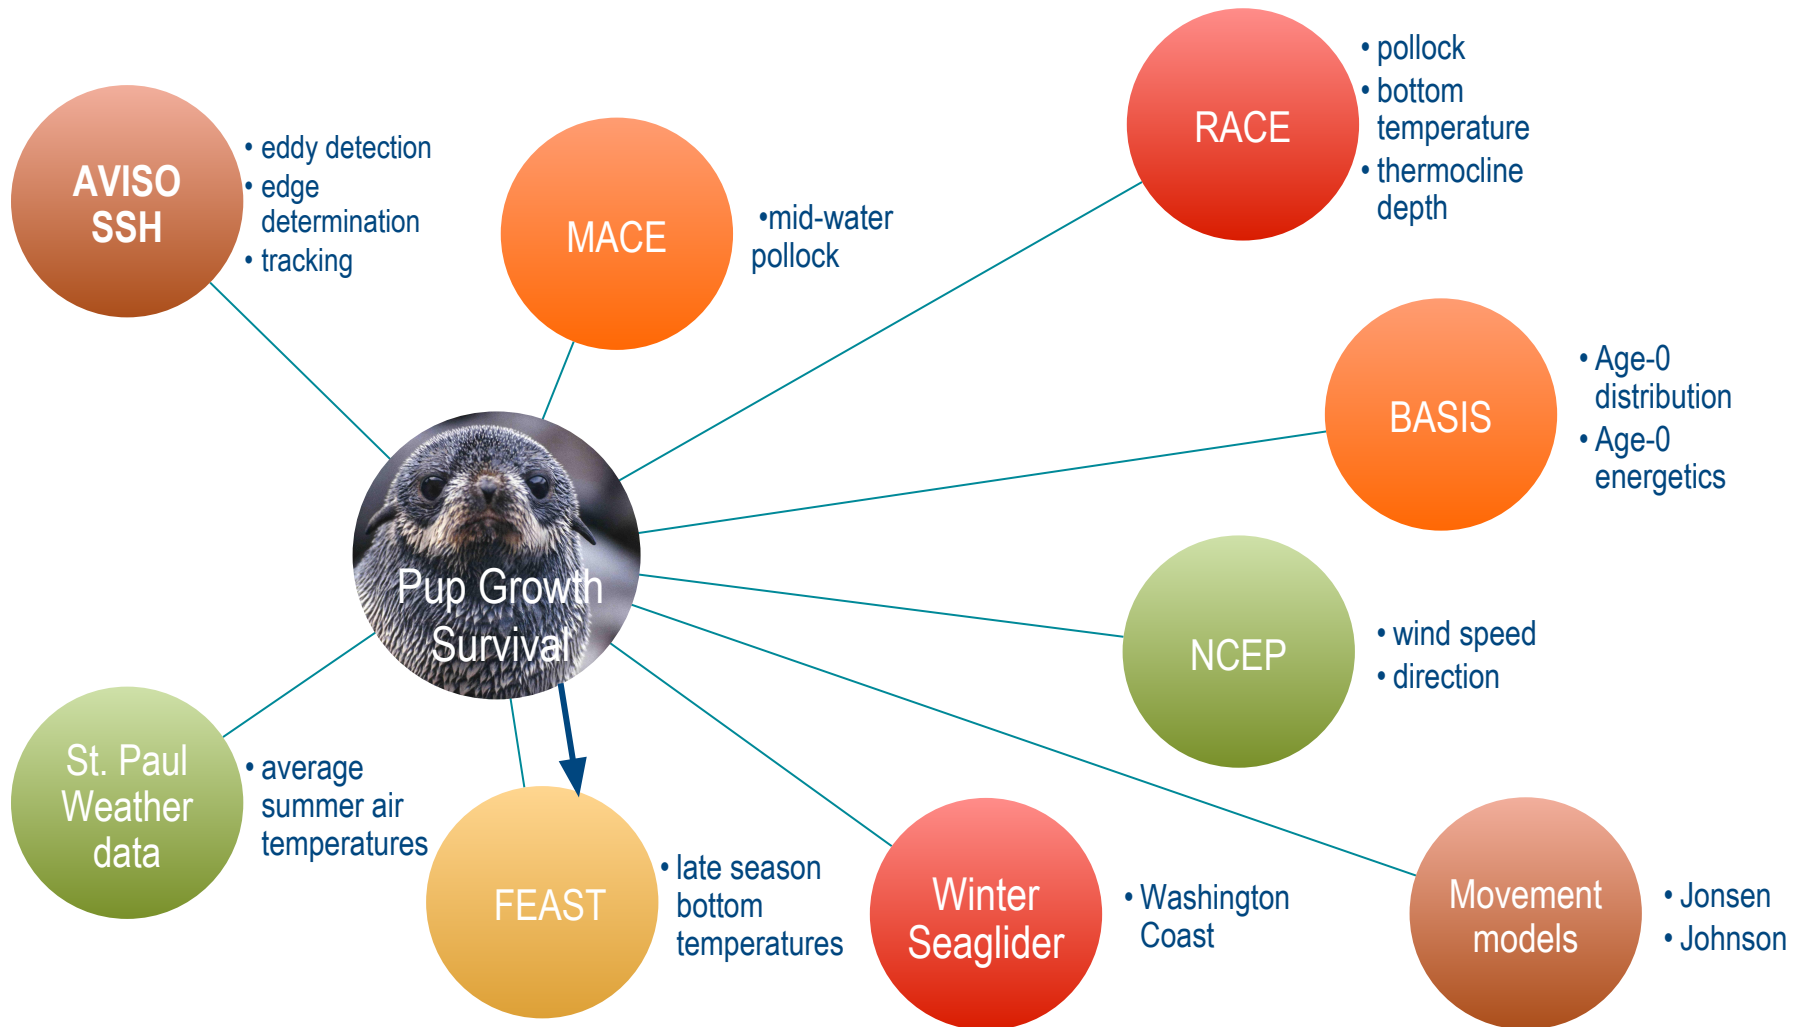 AVISO
SSH
• eddy detection
• edge
determination
• tracking
MACE
•mid-water
pollock
RACE
• pollock
• bottom
temperature
• thermocline
depth
BASIS
• Age-0
distribution
• Age-0
energetics
Pup Growth
Survival
NCEP
• wind speed
• direction
St. Paul
Weather
data
• average
summer air
temperatures
FEAST
• late season
bottom
temperatures
Winter
Seaglider
• Washington
Coast
Movement
models
• Jonsen
• Johnson